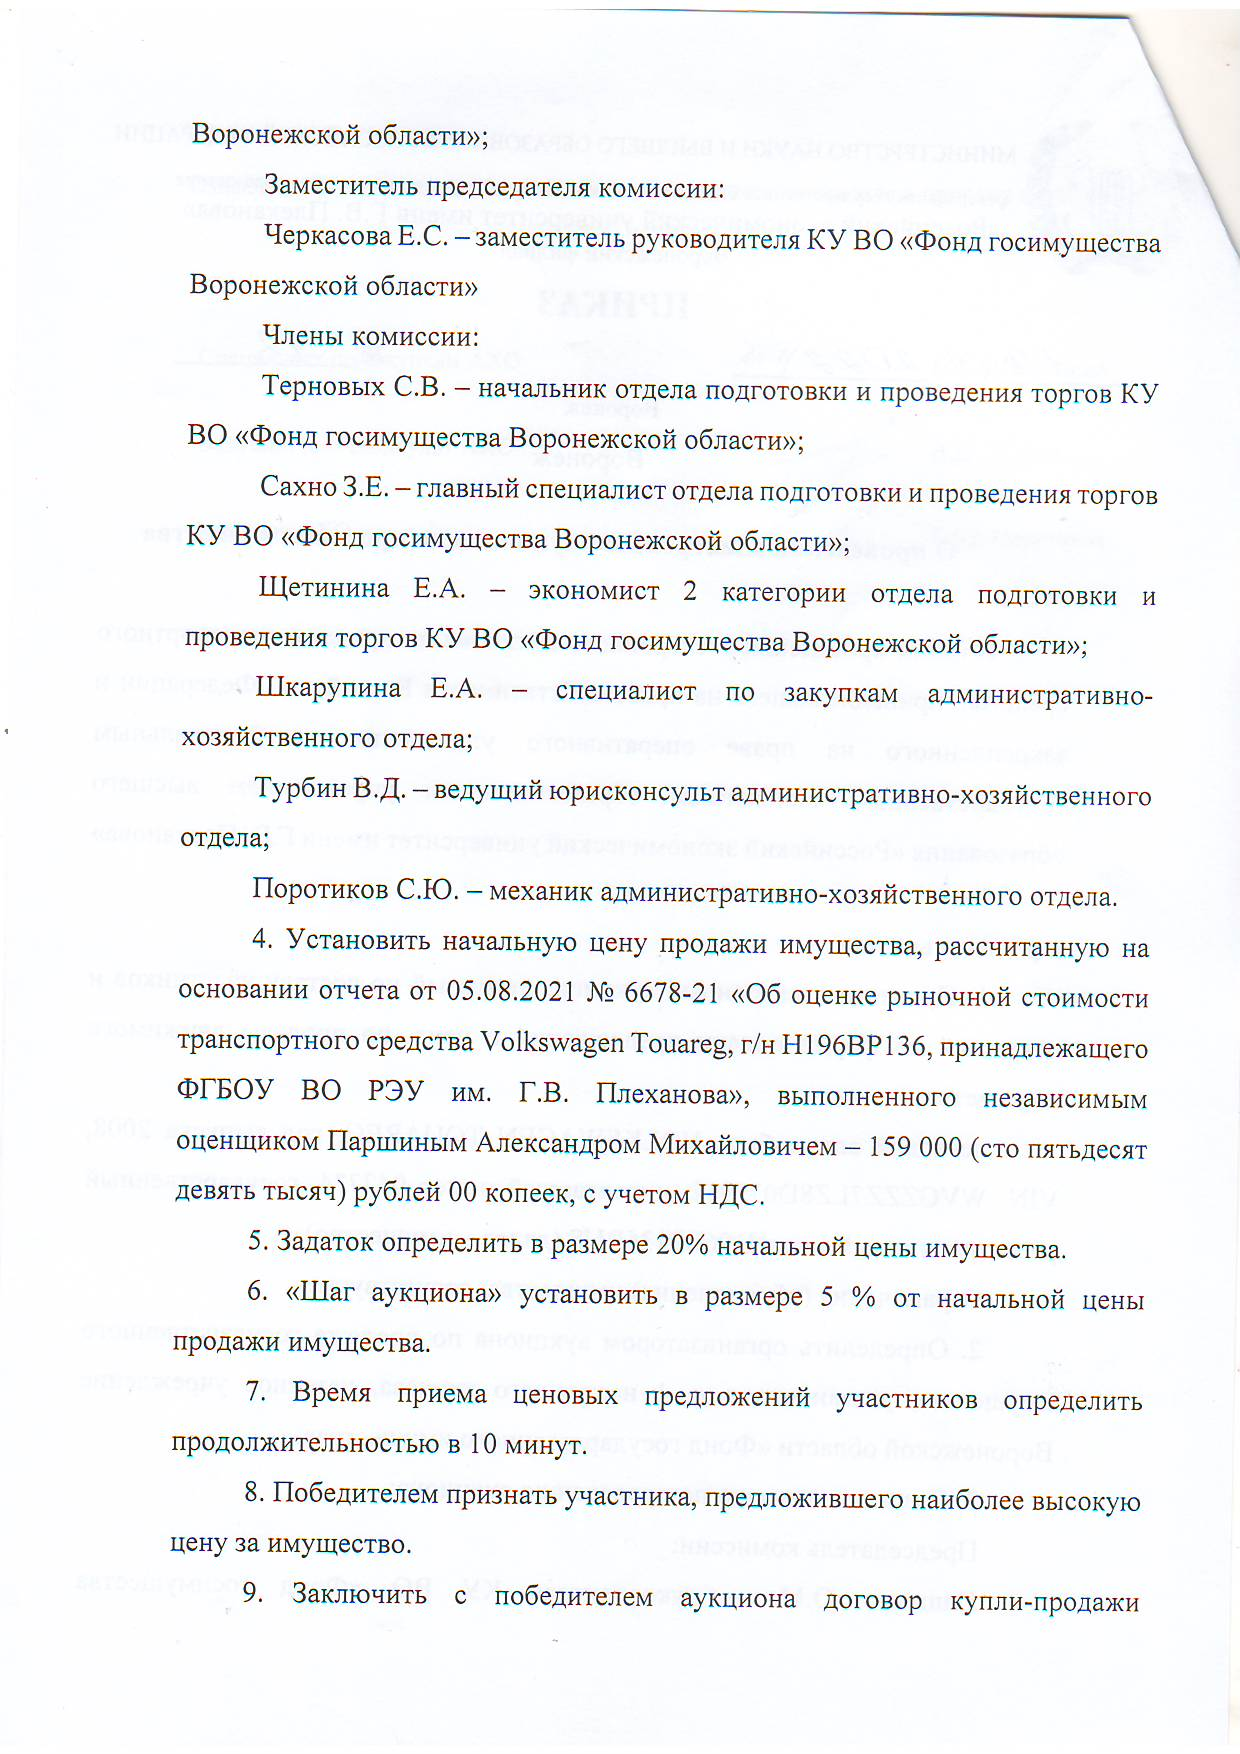 Воронежской области»;
Заместитель председателя комиссии:
Черкасова Е.С. – заместитель руководителя КУ ВО «Фонд госимущества
Воронежской области»
Члены комиссии:
Терновых С.В. – начальник отдела подготовки и проведения торгов КУ
ВО «Фонд госимущества Воронежской области»;
Сахно З.Е. – главный специалист отдела подготовки и проведения торгов
КУ ВО «Фонд госимущества Воронежской области»;
Щетинина Е.А. – экономист 2 категории отдела подготовки и
проведения торгов КУ ВО «Фонд госимущества Воронежской области»;
Шкарупина Е.А. – специалист по закупкам административно-
хозяйственного отдела;
Турбин В.Д. – ведущий юрисконсульт административно-хозяйственного
отдела;
Поротиков С.Ю. – механик административно-хозяйственного отдела.
4. Установить начальную цену продажи имущества, рассчитанную на
основании отчета от 05.08.2021 № 6678-21 «Об оценке рыночной стоимости
транспортного средства Volkswagen Touareg, г/н Н196ВР136, принадлежащего
ФГБОУ ВО РЭУ им. Г.В. Плеханова», выполненного независимым
оценщиком Паршиным Александром Михайловичем – 159 000 (сто пятьдесят
девять тысяч) рублей 00 копеек, с учетом НДС.
5. Задаток определить в размере 20% начальной цены имущества.
6. «Шаг аукциона» установить в размере 5 % от начальной цены
продажи имущества.
7. Время приема ценовых предложений участников определить
продолжительностью в 10 минут.
8. Победителем признать участника, предложившего наиболее высокую
цену за имущество.
9. Заключить с победителем аукциона договор купли-продажи